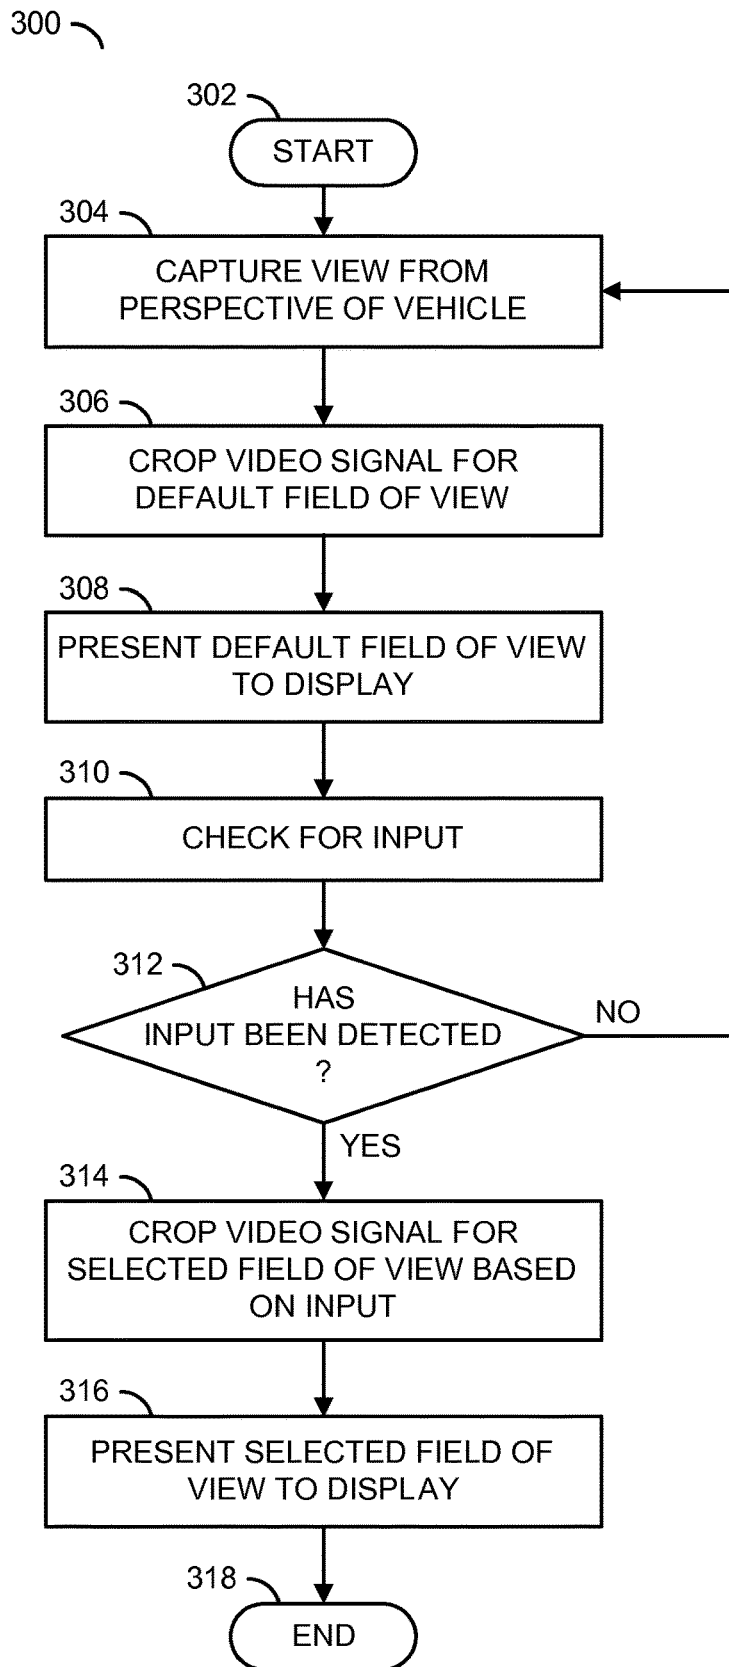 300
302
START
304
CAPTURE VIEW FROM
PERSPECTIVE OF VEHICLE
306
CROP VIDEO SIGNAL FOR
DEFAULT FIELD OF VIEW
308
PRESENT DEFAULT FIELD OF VIEW
TO DISPLAY
310
CHECK FOR INPUT
312
HAS
INPUT BEEN DETECTED
?
NO
YES
314
CROP VIDEO SIGNAL FOR
SELECTED FIELD OF VIEW BASED
ON INPUT
316
PRESENT SELECTED FIELD OF
VIEW TO DISPLAY
318
END